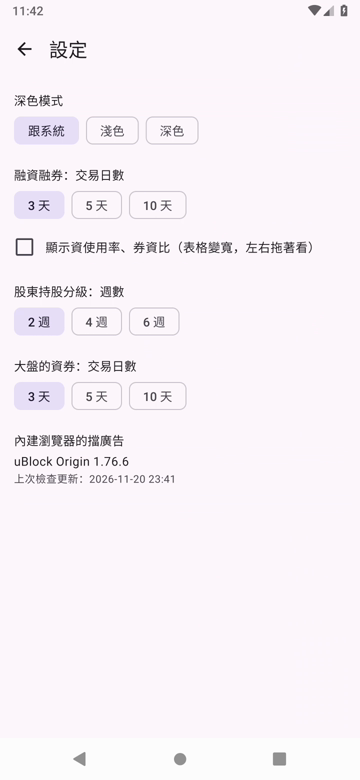 11:42
設定
深色模式
跟系統 淺色 深色
融資融券：交易日數
3 天 5 天 10 天
顯示資使用率、券資比（表格變寬，左右拖著看）
股東持股分級：週數
2 週 4 週 6 週
大盤的資券：交易日數
3 天 5 天 10 天
內建瀏覽器的擋廣告
uBlock Origin 1.76.6
上次檢查更新：2026-11-20 23:41